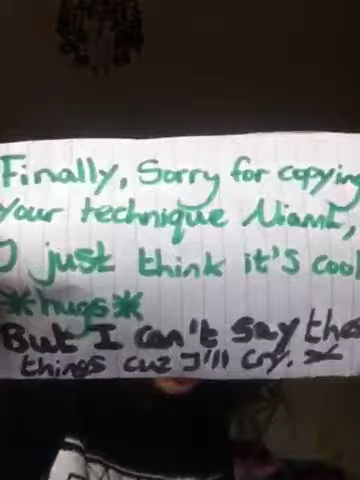 Finally, Sorry for copying
your technique Niamh,
I just think it's cool
*hugs*
But I can't say the
things cuz I'll cry. x